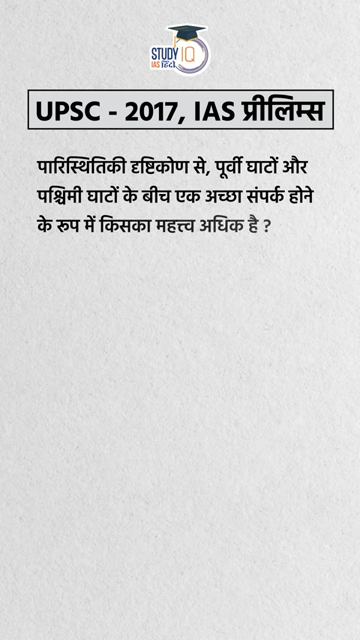 STUDY IQ
IAS हिंदी
UPSC - 2017, IAS प्रीलिम्स
पारिस्थितिकी दृष्टिकोण से, पूर्वी घाटों और
पश्चिमी घाटों के बीच एक अच्छा संपर्क होने
के रूप में किसका महत्त्व अधिक है ?